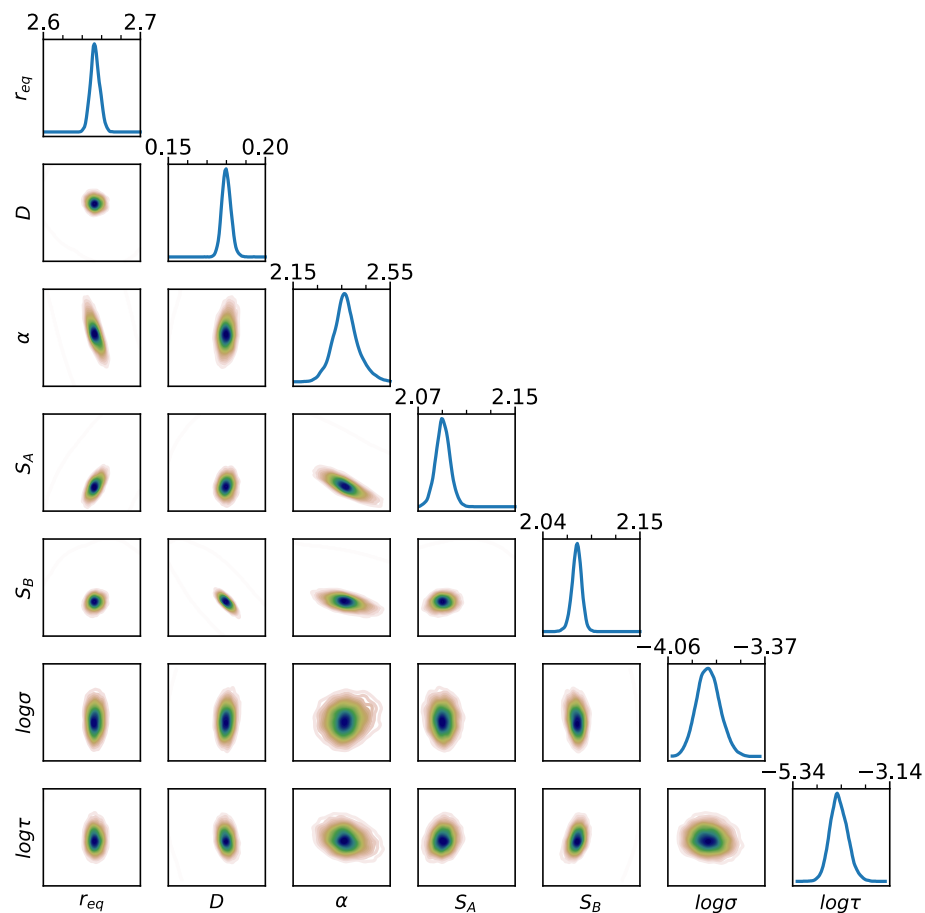 2.6 2.7
r_eq
0.15 0.20
D
2.15 2.55
α
2.07 2.15
S_A
2.04 2.15
S_B
−4.06 −3.37
logσ
−5.34 −3.14
logτ
r_eq D α S_A S_B logσ logτ